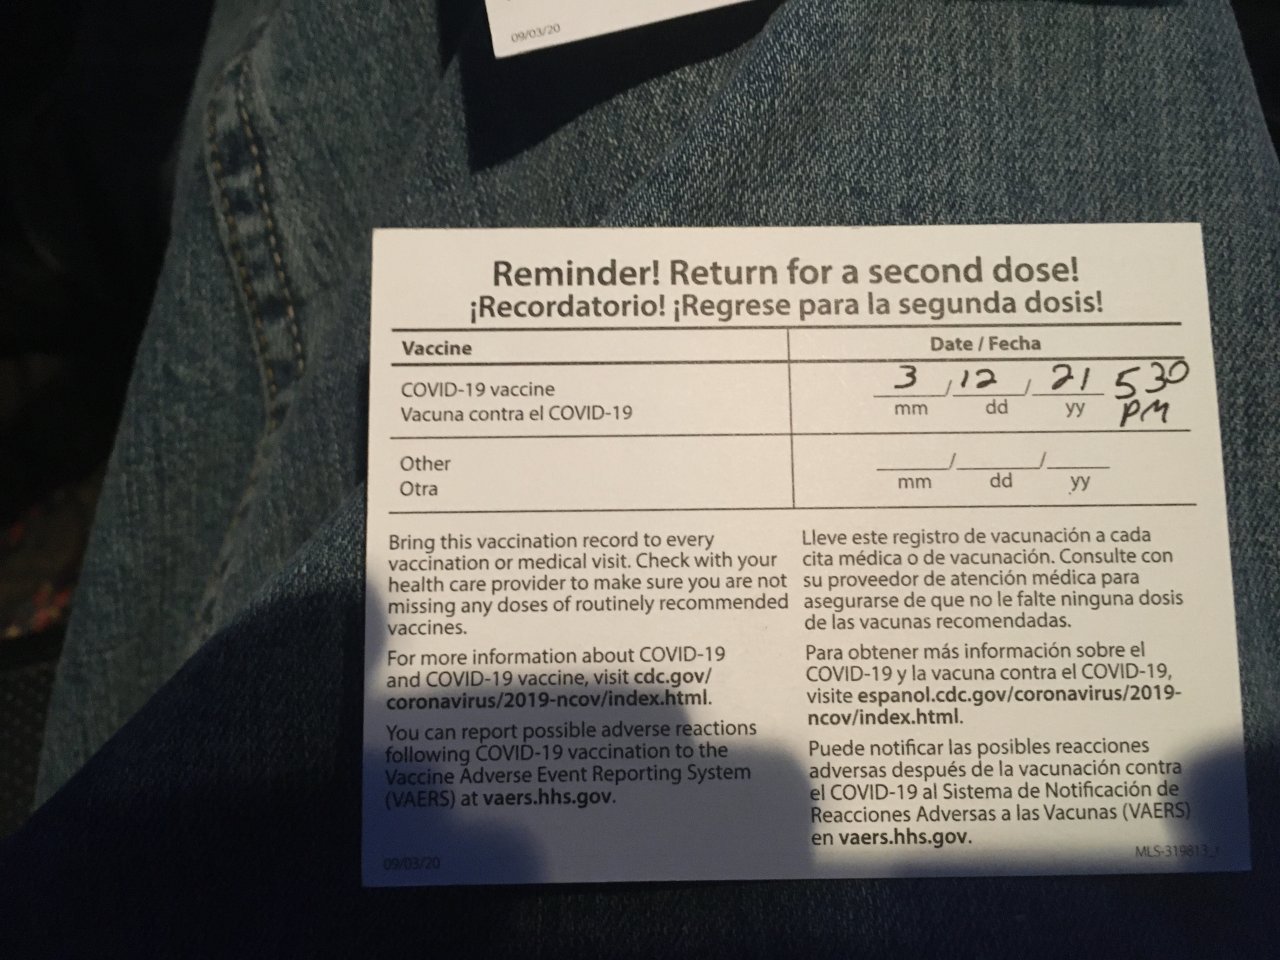 09/03/20
Reminder! Return for a second dose!
¡Recordatorio! ¡Regrese para la segunda dosis!
Vaccine
Date / Fecha
COVID-19 vaccine
Vacuna contra el COVID-19
3 / 12 / 21 530
mm dd yy PM
Other
Otra
/ /
mm dd yy
Bring this vaccination record to every
vaccination or medical visit. Check with your
health care provider to make sure you are not
missing any doses of routinely recommended
vaccines.
For more information about COVID-19
and COVID-19 vaccine, visit cdc.gov/
coronavirus/2019-ncov/index.html.
You can report possible adverse reactions
following COVID-19 vaccination to the
Vaccine Adverse Event Reporting System
(VAERS) at vaers.hhs.gov.
09/03/20
Lleve este registro de vacunación a cada
cita médica o de vacunación. Consulte con
su proveedor de atención médica para
asegurarse de que no le falte ninguna dosis
de las vacunas recomendadas.
Para obtener más información sobre el
COVID-19 y la vacuna contra el COVID-19,
visite espanol.cdc.gov/coronavirus/2019-
ncov/index.html.
Puede notificar las posibles reacciones
adversas después de la vacunación contra
el COVID-19 al Sistema de Notificación de
Reacciones Adversas a las Vacunas (VAERS)
en vaers.hhs.gov.